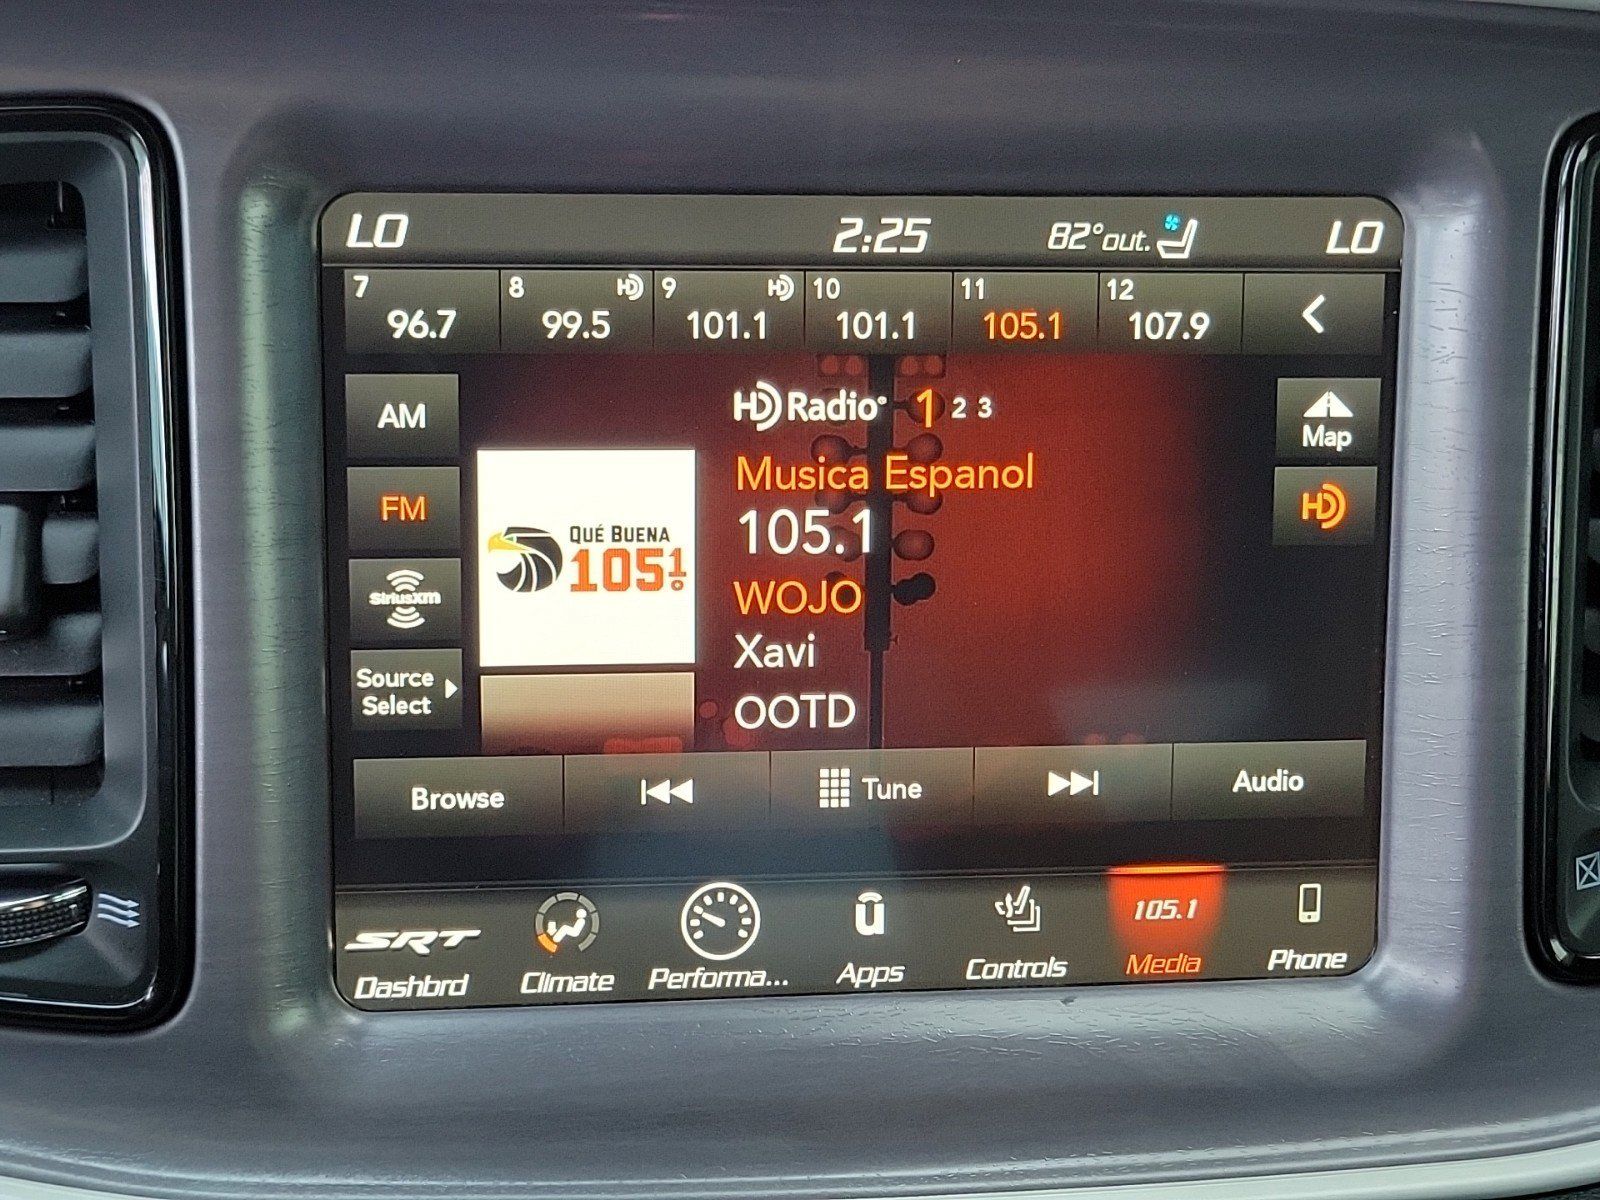 LO 2:25 82°out. LO
7 8 HD 9 HD 10 11 12
96.7 99.5 101.1 101.1 105.1 107.9
AM
FM
SiriusXM
Source
Select
QUÉ BUENA
105.1
HD Radio 1 2 3
Musica Espanol
105.1
WOJO
Xavi
OOTD
Map
HD
Browse Tune Audio
SRT
Dashbrd
Climate
Performa...
ū
Apps
Controls
105.1
Media
Phone